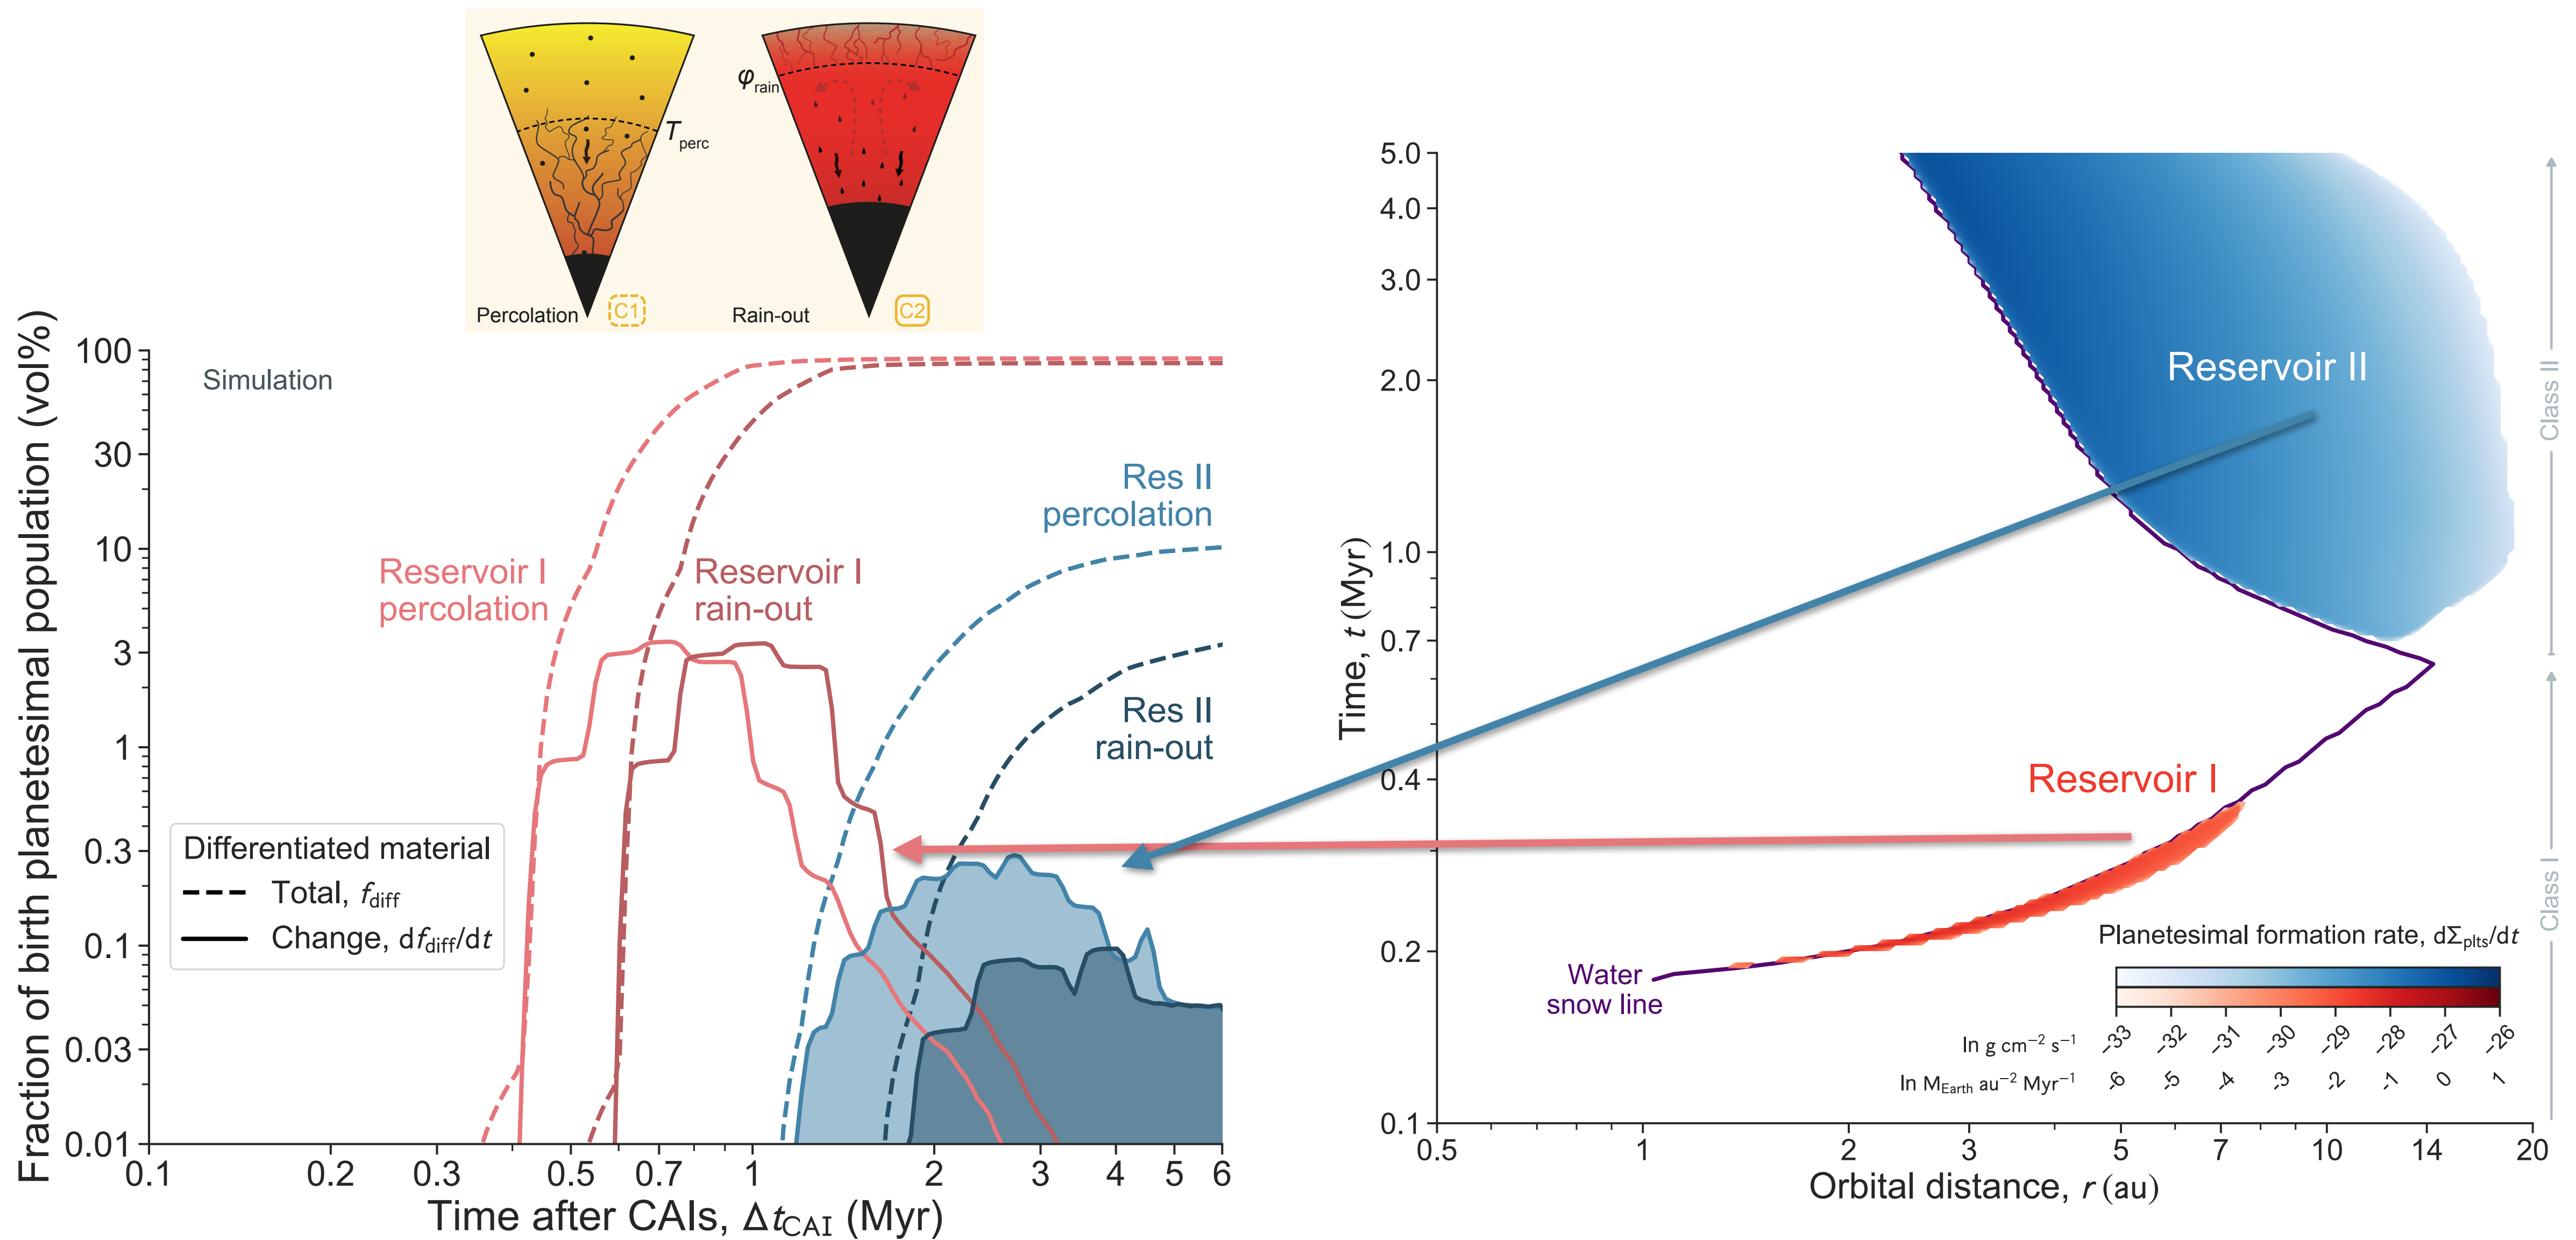 φrain
Tperc
Percolation
C1
Rain-out
C2
Fraction of birth planetesimal population (vol%)
100
30
10
3
1
0.3
0.1
0.03
0.01
Simulation
Res II
percolation
Reservoir I
percolation
Reservoir I
rain-out
Res II
rain-out
Differentiated material
Total, fdiff
Change, dfdiff/dt
0.1
0.2
0.3
0.5
0.7
1
2
3
4
5
6
Time after CAIs, ΔtCAI (Myr)
Time, t (Myr)
5.0
4.0
3.0
2.0
1.0
0.7
0.4
0.2
0.1
Reservoir II
Reservoir I
Water
snow line
Planetesimal formation rate, dΣplts/dt
ln g cm−2 s−1
-33
-32
-31
-30
-29
-28
-27
-26
ln MEarth au−2 Myr−1
-6
-5
-4
-3
-2
-1
0
1
0.5
1
2
3
5
7
10
14
20
Orbital distance, r (au)
Class II
Class I